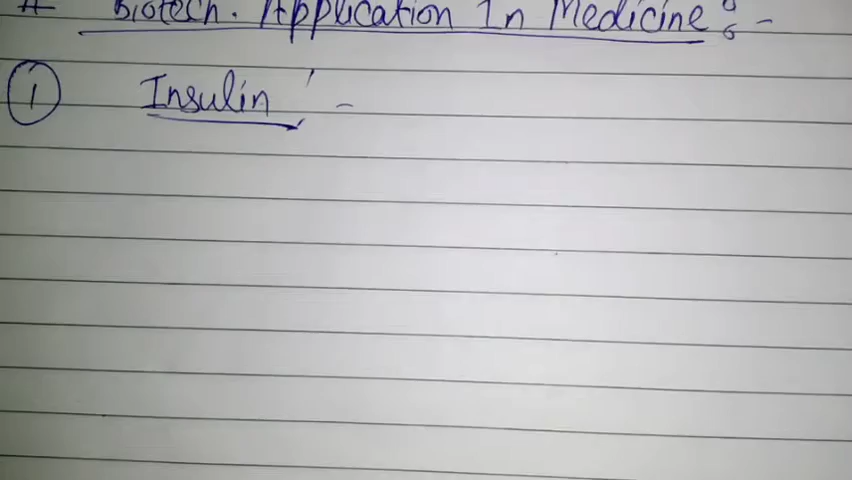 # Biotech. Application In Medicine :-
① Insulin -